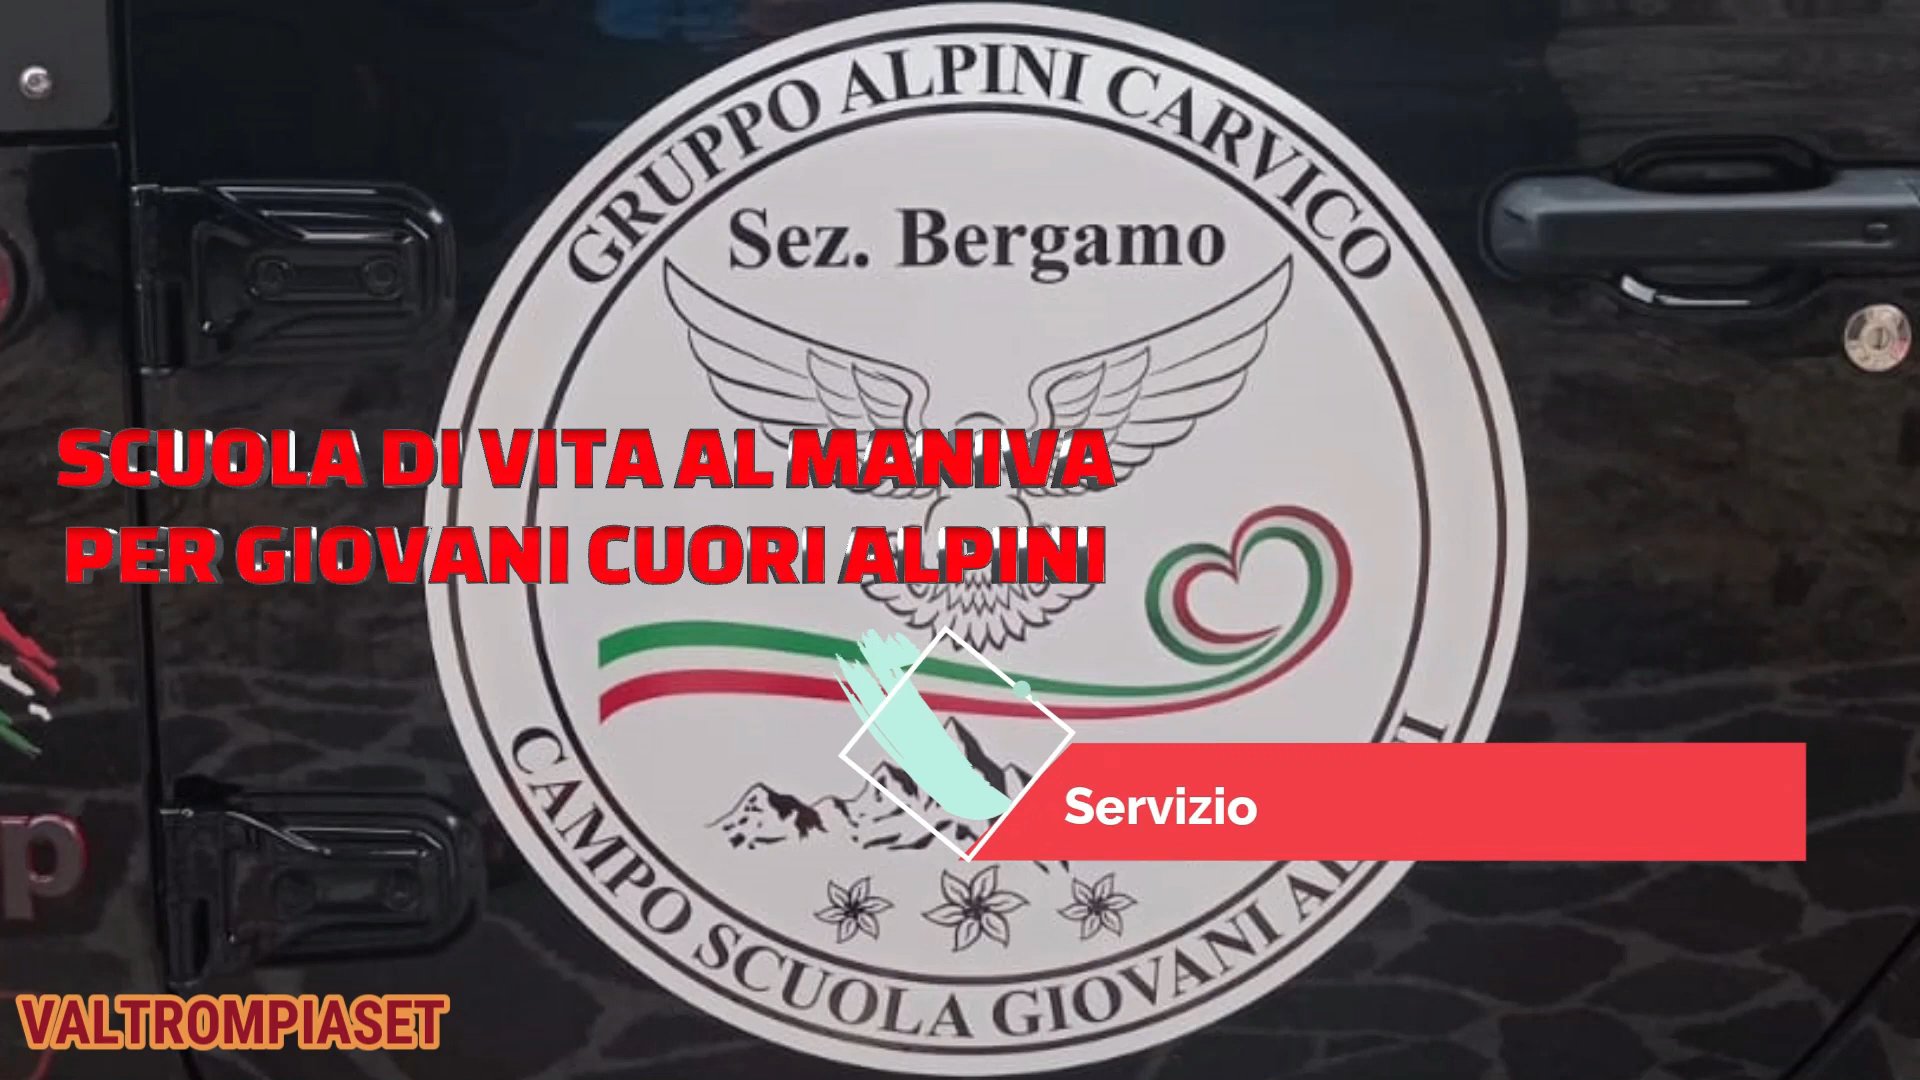 GRUPPO ALPINI CARVICO
Sez. Bergamo
SCUOLA DI VITA AL MANIVA
PER GIOVANI CUORI ALPINI
Servizio
CAMPO SCUOLA GIOVANI
VALTROMPIASET